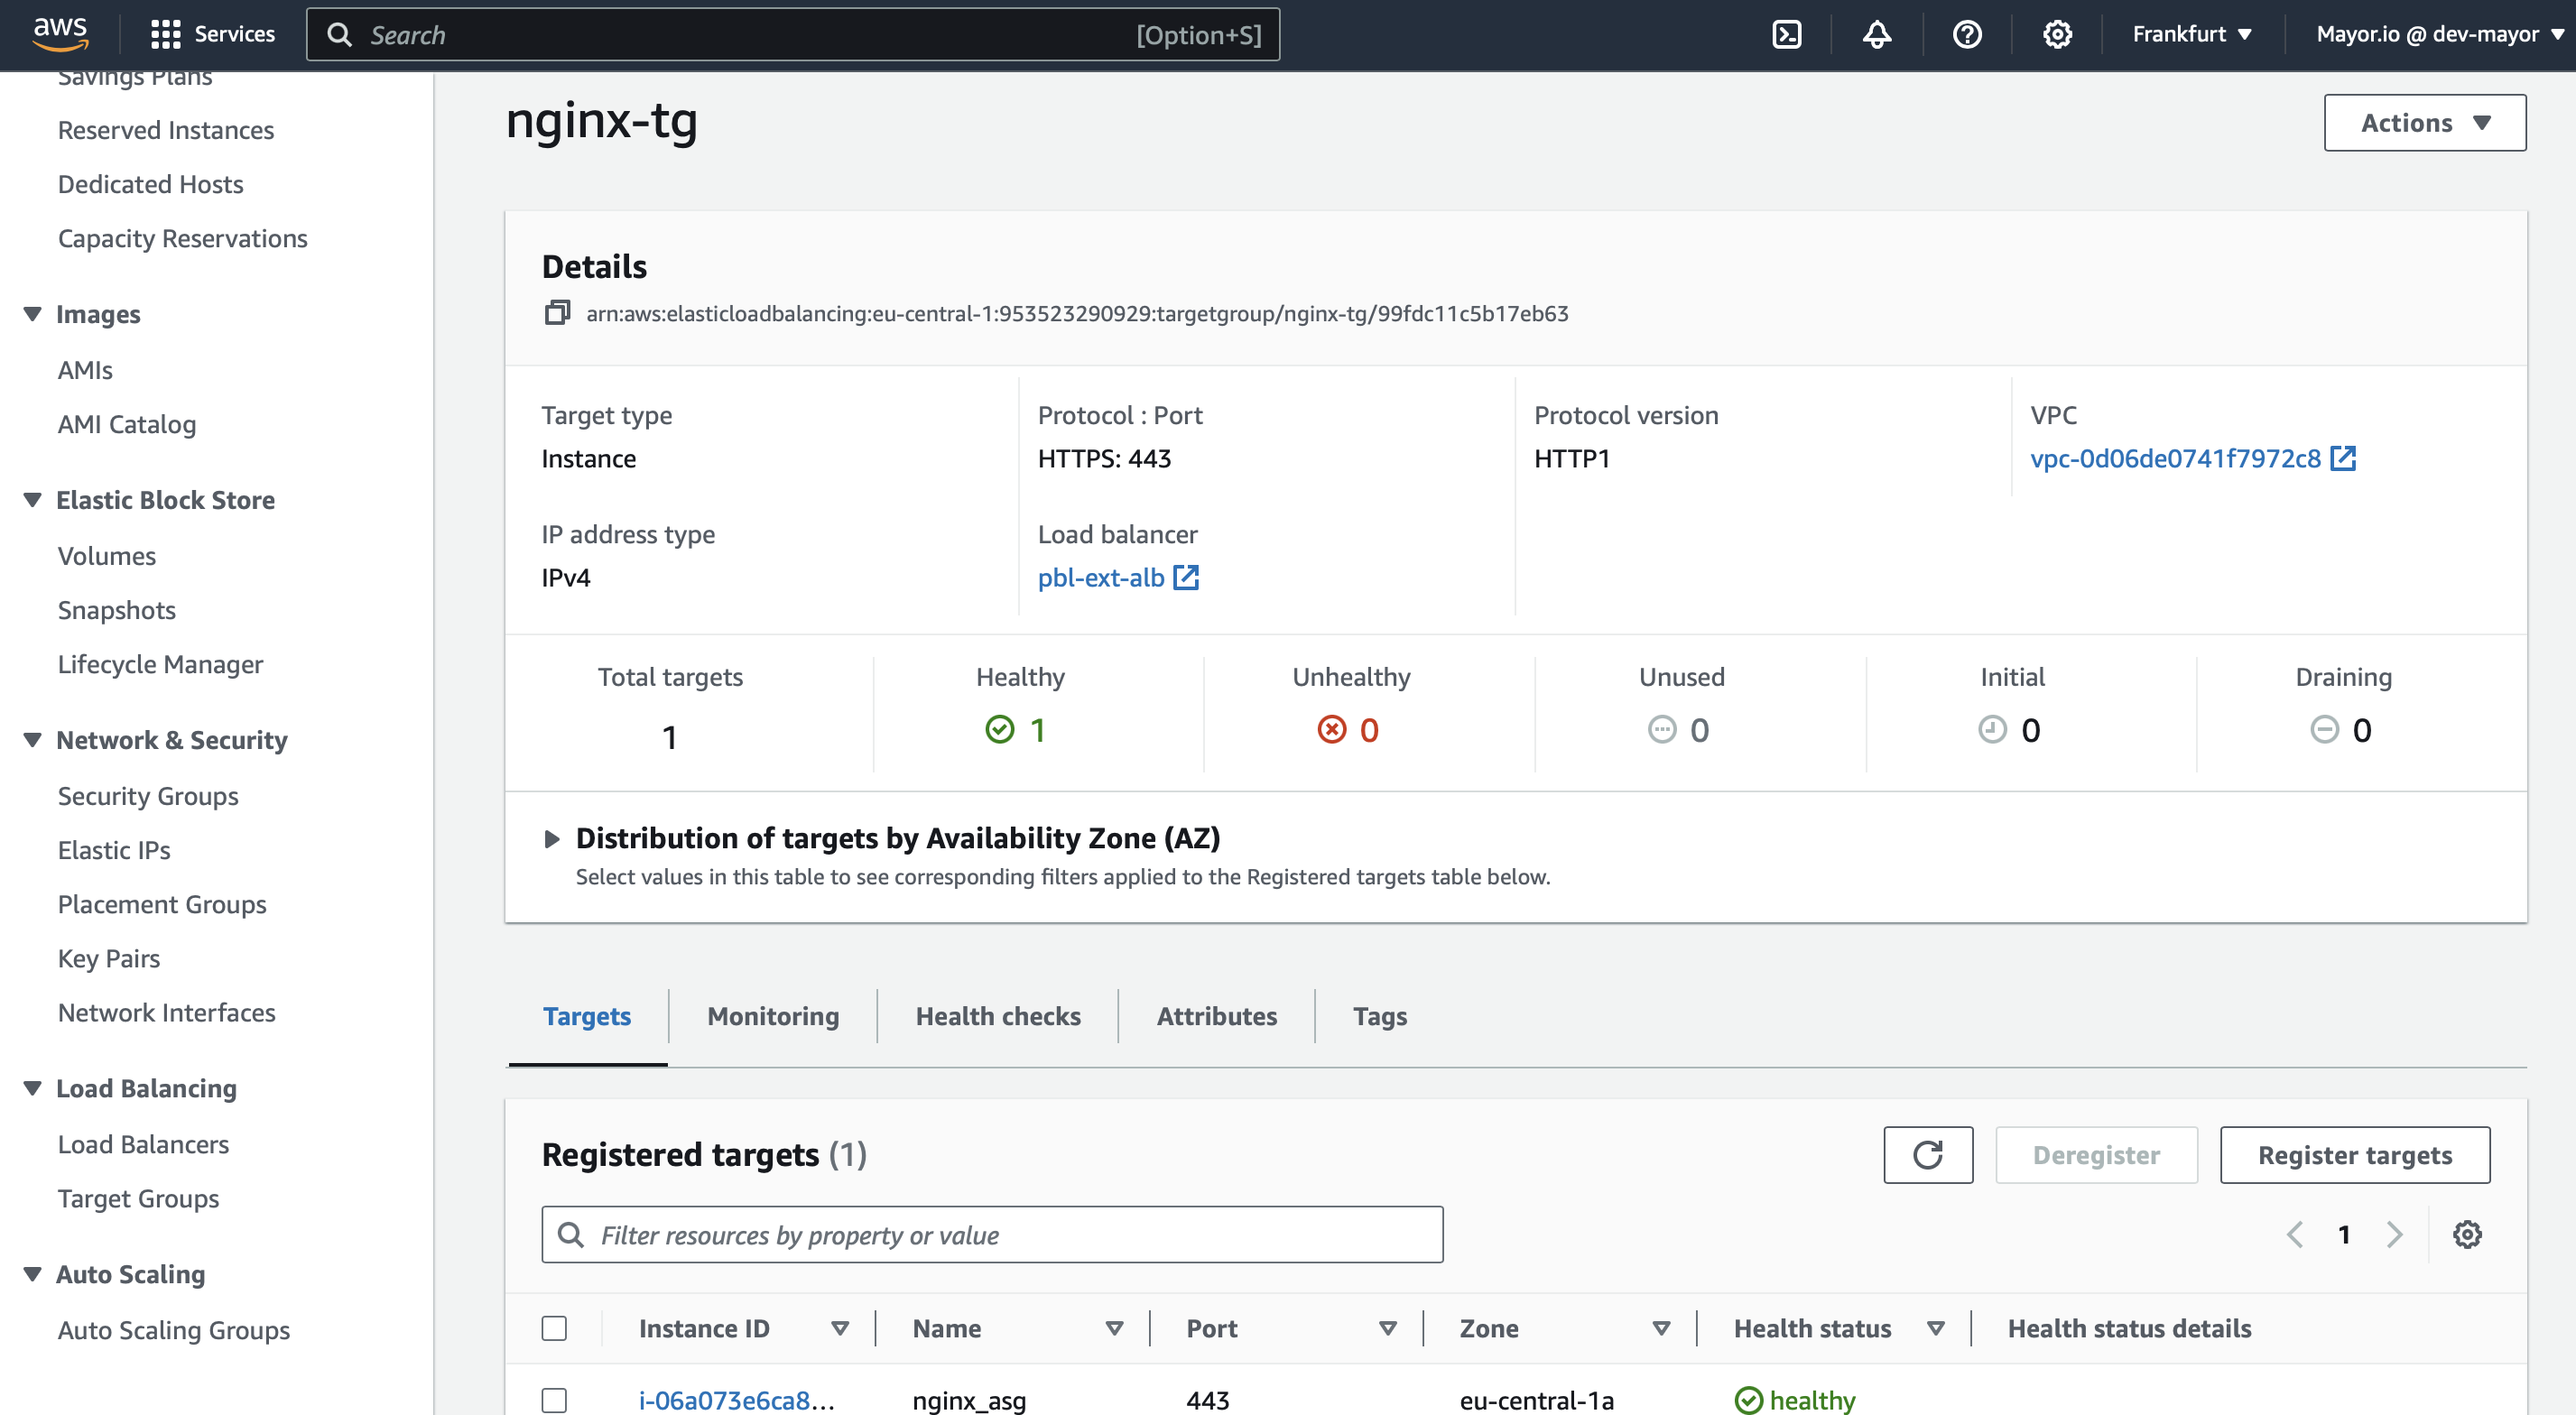 aws
Services
Search
[Option+S]
Frankfurt
Mayor.io @ dev-mayor
Savings Plans
Reserved Instances
Dedicated Hosts
Capacity Reservations
Images
AMIs
AMI Catalog
Elastic Block Store
Volumes
Snapshots
Lifecycle Manager
Network & Security
Security Groups
Elastic IPs
Placement Groups
Key Pairs
Network Interfaces
Load Balancing
Load Balancers
Target Groups
Auto Scaling
Auto Scaling Groups
nginx-tg
Actions
Details
arn:aws:elasticloadbalancing:eu-central-1:953523290929:targetgroup/nginx-tg/99fdc11c5b17eb63
Target type
Instance
Protocol : Port
HTTPS: 443
Protocol version
HTTP1
VPC
vpc-0d06de0741f7972c8
IP address type
IPv4
Load balancer
pbl-ext-alb
Total targets
1
Healthy
1
Unhealthy
0
Unused
0
Initial
0
Draining
0
Distribution of targets by Availability Zone (AZ)
Select values in this table to see corresponding filters applied to the Registered targets table below.
Targets
Monitoring
Health checks
Attributes
Tags
Registered targets (1)
Deregister
Register targets
Filter resources by property or value
1
Instance ID
Name
Port
Zone
Health status
Health status details
i-06a073e6ca8...
nginx_asg
443
eu-central-1a
healthy